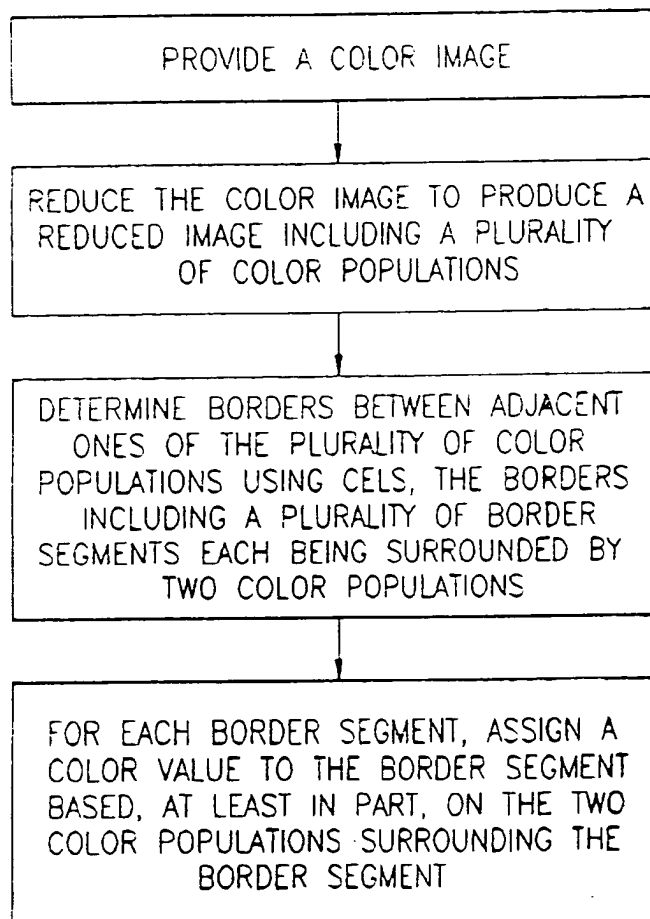 PROVIDE A COLOR IMAGE
REDUCE THE COLOR IMAGE TO PRODUCE A
REDUCED IMAGE INCLUDING A PLURALITY
OF COLOR POPULATIONS
DETERMINE BORDERS BETWEEN ADJACENT
ONES OF THE PLURALITY OF COLOR
POPULATIONS USING CELS, THE BORDERS
INCLUDING A PLURALITY OF BORDER
SEGMENTS EACH BEING SURROUNDED BY
TWO COLOR POPULATIONS
FOR EACH BORDER SEGMENT, ASSIGN A
COLOR VALUE TO THE BORDER SEGMENT
BASED, AT LEAST IN PART, ON THE TWO
COLOR POPULATIONS SURROUNDING THE
BORDER SEGMENT